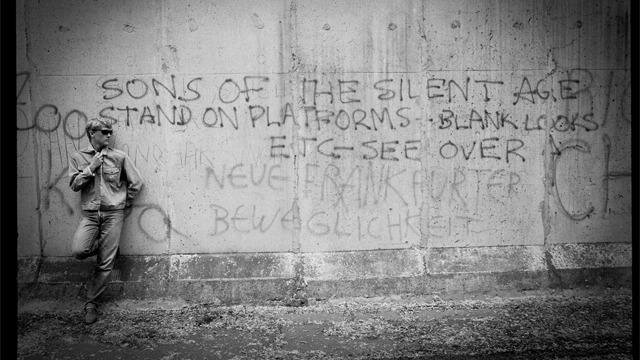 SONS OF THE SILENT AGE
STAND ON PLATFORMS-·BLANK LOOKS
ETC-SEE OVER
NEUE FRANKFURTER
BEWEGLICHKEIT